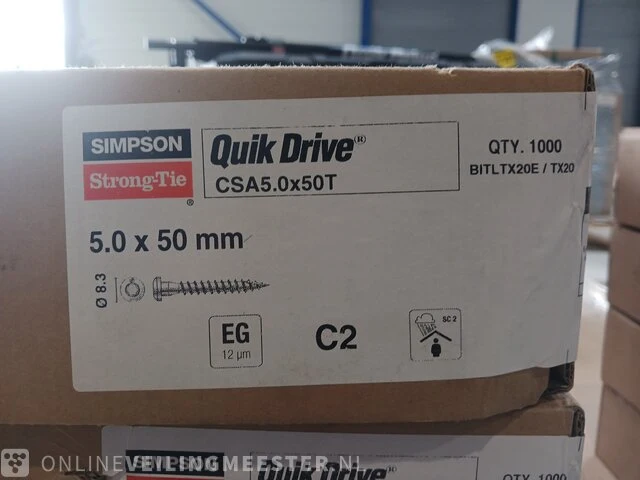 SIMPSON
Strong-Tie
®
Quik Drive®
CSA5.0x50T
QTY. 1000
BITLTX20E / TX20
5.0 x 50 mm
Ø 8.3
EG
12 µm
C2
SC 2
SIMPSON
Quik Drive®
QTY. 1000
ONLINEVEILINGMEESTER.NL